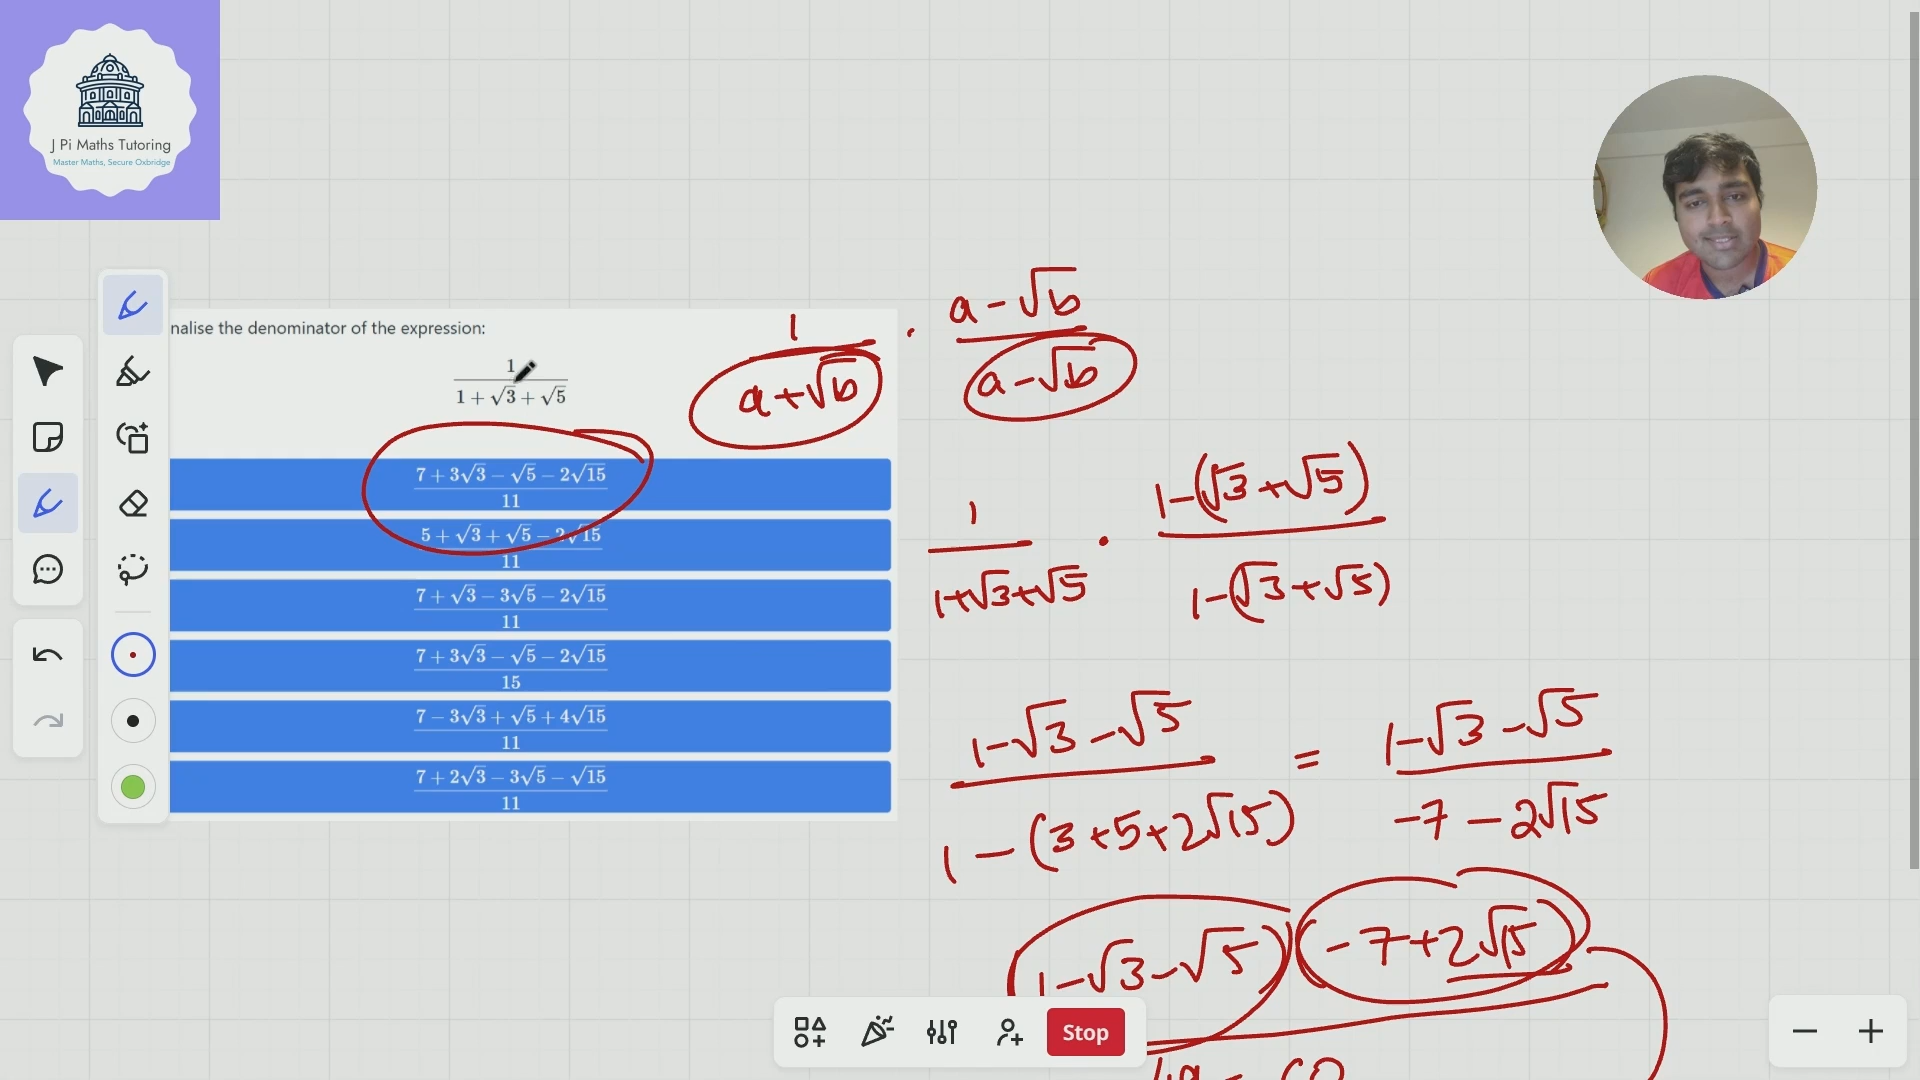 J Pi Maths Tutoring
Master Maths, Secure Oxbridge
nalise the denominator of the expression:
1
1 + √3 + √5
7 + 3√3 − √5 − 2√15
11
5 + √3 + √5 − 2√15
11
7 + √3 − 3√5 − 2√15
11
7 + 3√3 − √5 − 2√15
15
7 − 3√3 + √5 + 4√15
11
7 + 2√3 − 3√5 − √15
11
1 · a − √b
a + √b a − √b
1 · 1 − (√3 + √5)
1 + √3 + √5 1 − (√3 + √5)
1 − √3 − √5 = 1 − √3 − √5
1 − (3 + 5 + 2√15) −7 − 2√15
1 − √3 − √5) (−7 + 2√15)
Stop